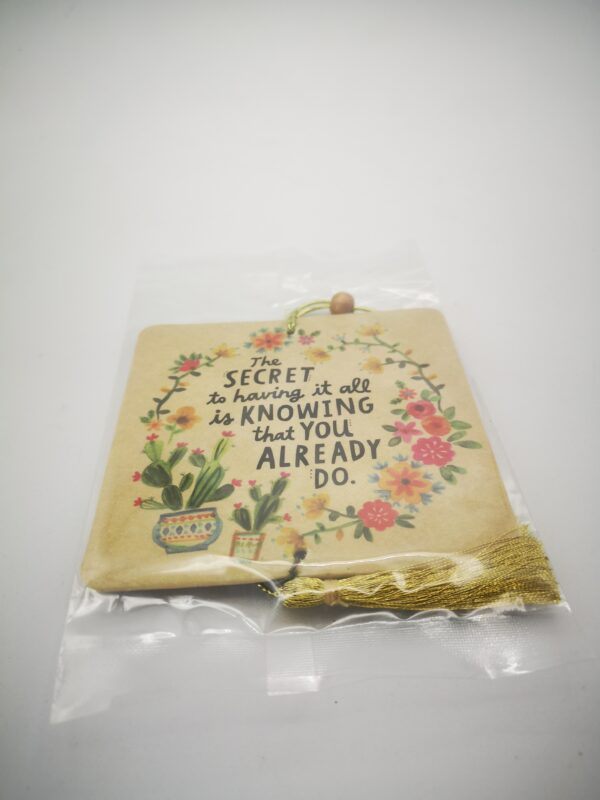 The
SECRET
to having it all
is KNOWING
that YOU
ALREADY
DO.